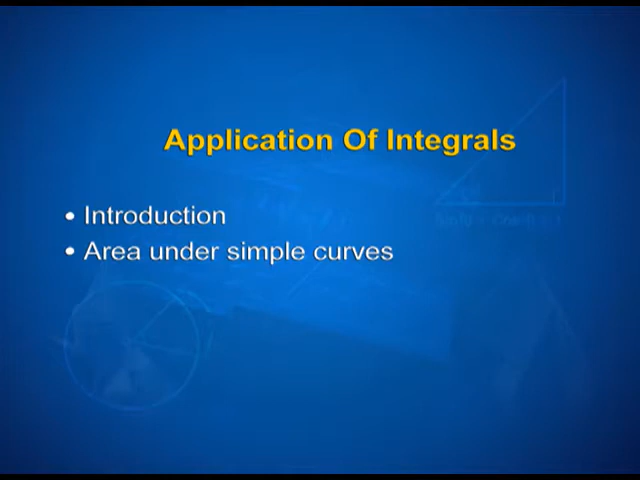 Application Of Integrals
• Introduction
• Area under simple curves